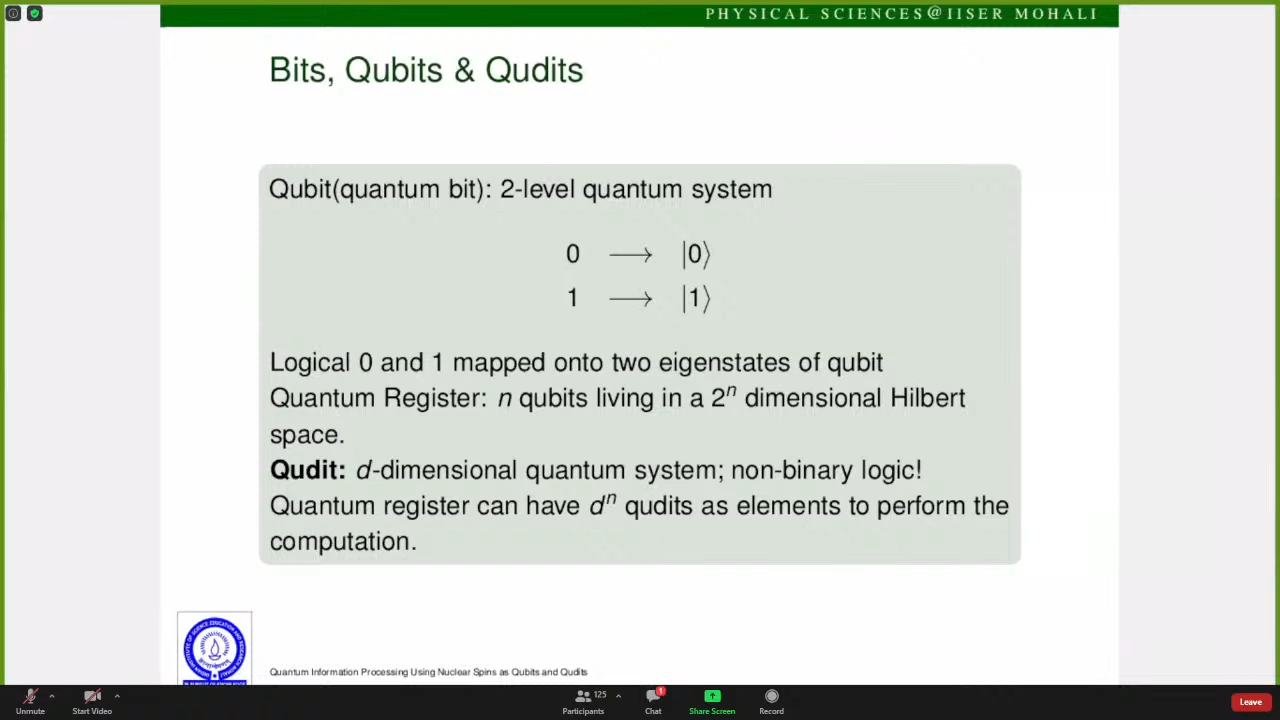 PHYSICAL SCIENCES@IISER MOHALI
Bits, Qubits & Qudits
Qubit(quantum bit): 2-level quantum system
0 ⟶ |0⟩
1 ⟶ |1⟩
Logical 0 and 1 mapped onto two eigenstates of qubit
Quantum Register: n qubits living in a 2ⁿ dimensional Hilbert
space.
Qudit: d-dimensional quantum system; non-binary logic!
Quantum register can have dⁿ qudits as elements to perform the
computation.
Quantum Information Processing Using Nuclear Spins as Qubits and Qudits
Unmute
Start Video
125
Participants
1
Chat
Share Screen
Record
Leave